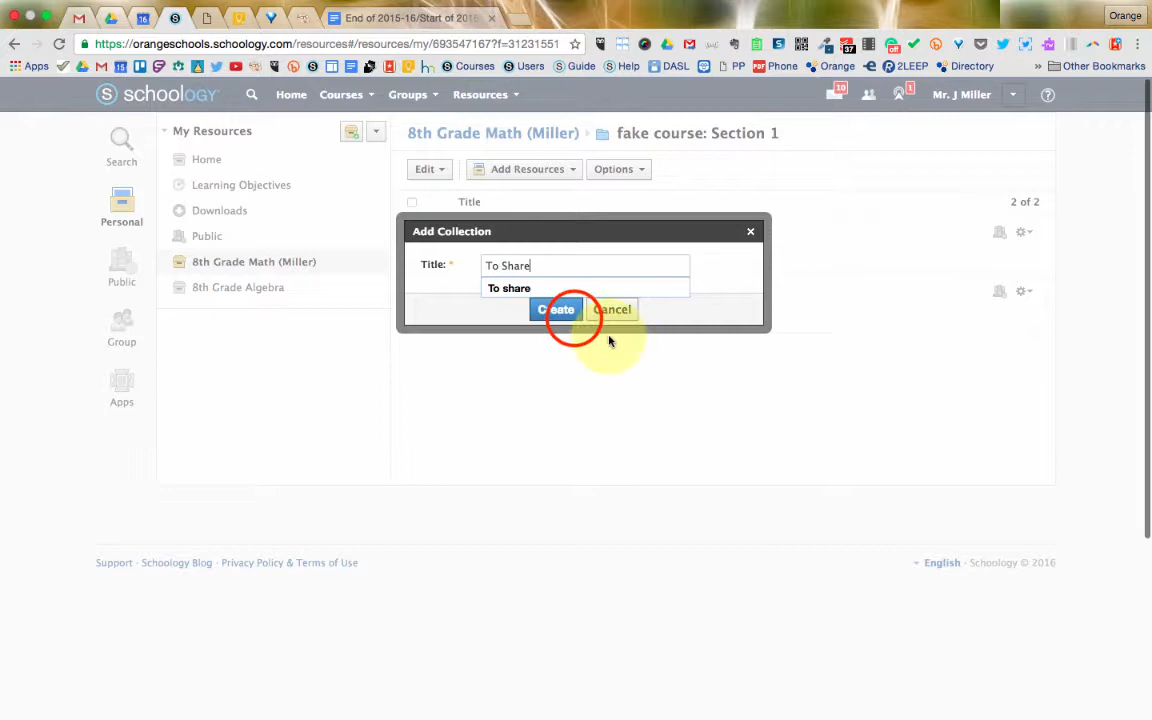 End of 2015-16/Start of 2016
Orange
https://orangeschools.schoology.com/resources#/resources/my/693547167?f=31231551
Apps
Courses
Users
Guide
Help
DASL
PP
Phone
Orange
2LEEP
Directory
» Other Bookmarks
S schoology
Home
Courses
Groups
Resources
10
1
Mr. J Miller
My Resources
Search
Personal
Public
Group
Apps
Home
Learning Objectives
Downloads
Public
8th Grade Math (Miller)
8th Grade Algebra
8th Grade Math (Miller)
fake course: Section 1
Edit
Add Resources
Options
Title
2 of 2
Add Collection
Title: *
To Share
To share
Create
Cancel
Support · Schoology Blog · Privacy Policy & Terms of Use
English · Schoology © 2016